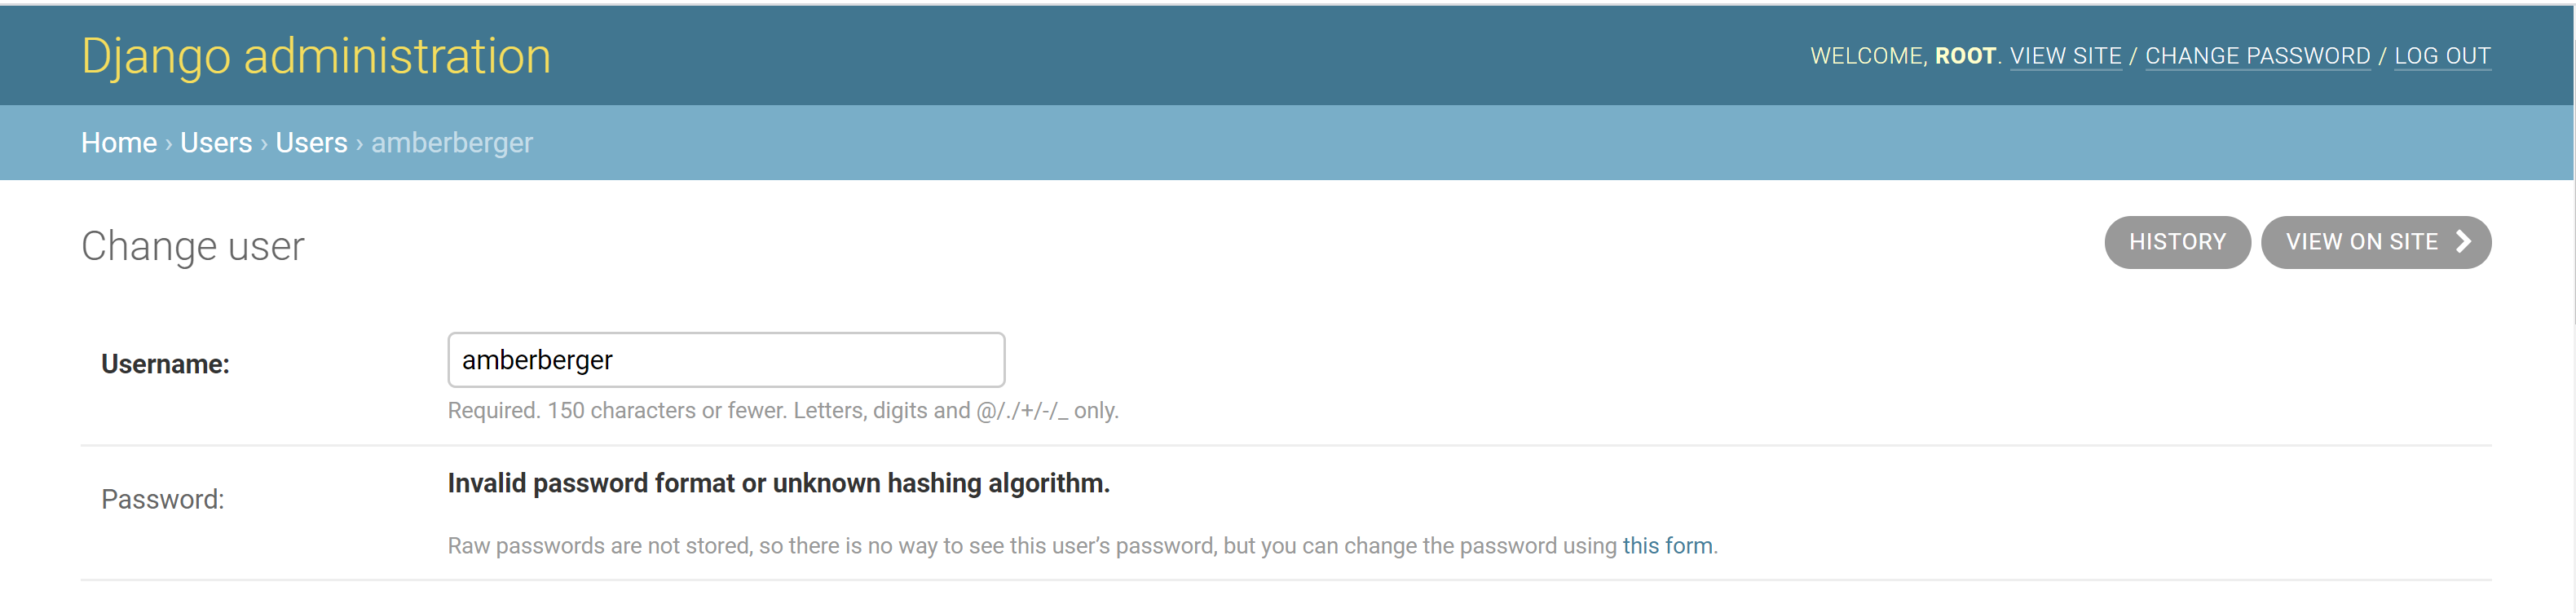 Django administration
WELCOME, ROOT. VIEW SITE / CHANGE PASSWORD / LOG OUT
Home › Users › Users › amberberger
Change user
HISTORY
VIEW ON SITE
Username:
amberberger
Required. 150 characters or fewer. Letters, digits and @/./+/-/_ only.
Password:
Invalid password format or unknown hashing algorithm.
Raw passwords are not stored, so there is no way to see this user’s password, but you can change the password using this form.